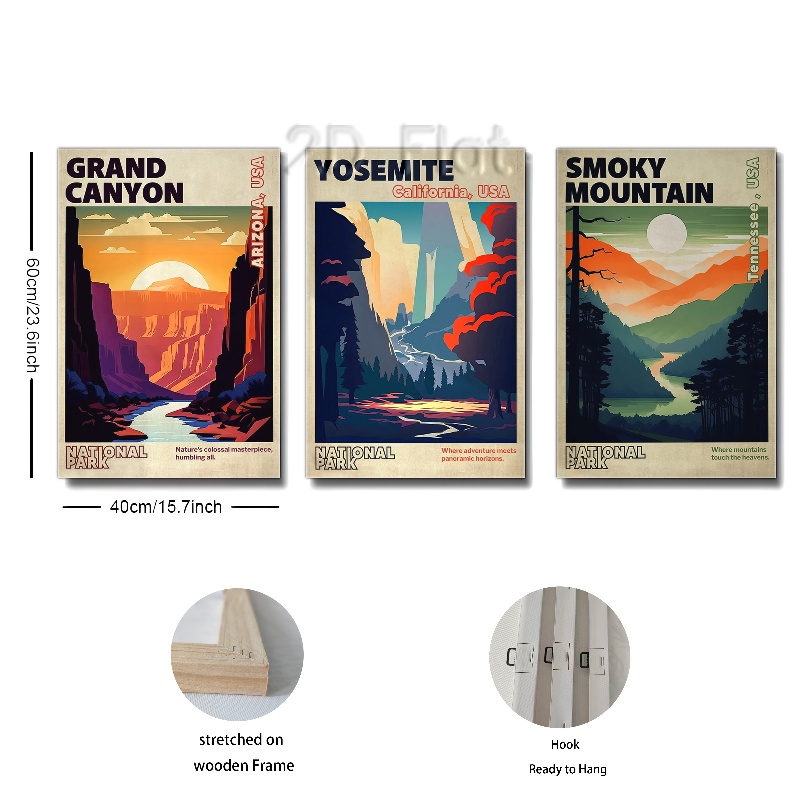 2D Flat
GRAND
CANYON
ARIZONA, USA
NATIONAL
PARK
Nature's colossal masterpiece,
humbling all.
YOSEMITE
California, USA
NATIONAL
PARK
Where adventure meets
panoramic horizons.
SMOKY
MOUNTAIN
Tennessee, USA
NATIONAL
PARK
Where mountains
touch the heavens.
60cm/23.6inch
40cm/15.7inch
stretched on
wooden Frame
Hook
Ready to Hang